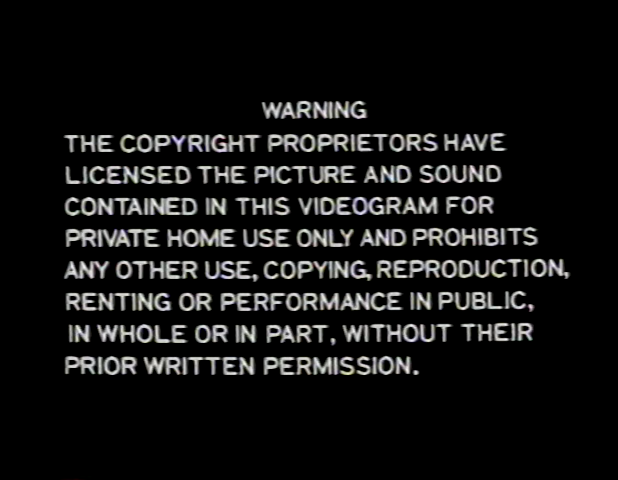 WARNING
THE COPYRIGHT PROPRIETORS HAVE
LICENSED THE PICTURE AND SOUND
CONTAINED IN THIS VIDEOGRAM FOR
PRIVATE HOME USE ONLY AND PROHIBITS
ANY OTHER USE, COPYING, REPRODUCTION,
RENTING OR PERFORMANCE IN PUBLIC,
IN WHOLE OR IN PART, WITHOUT THEIR
PRIOR WRITTEN PERMISSION.